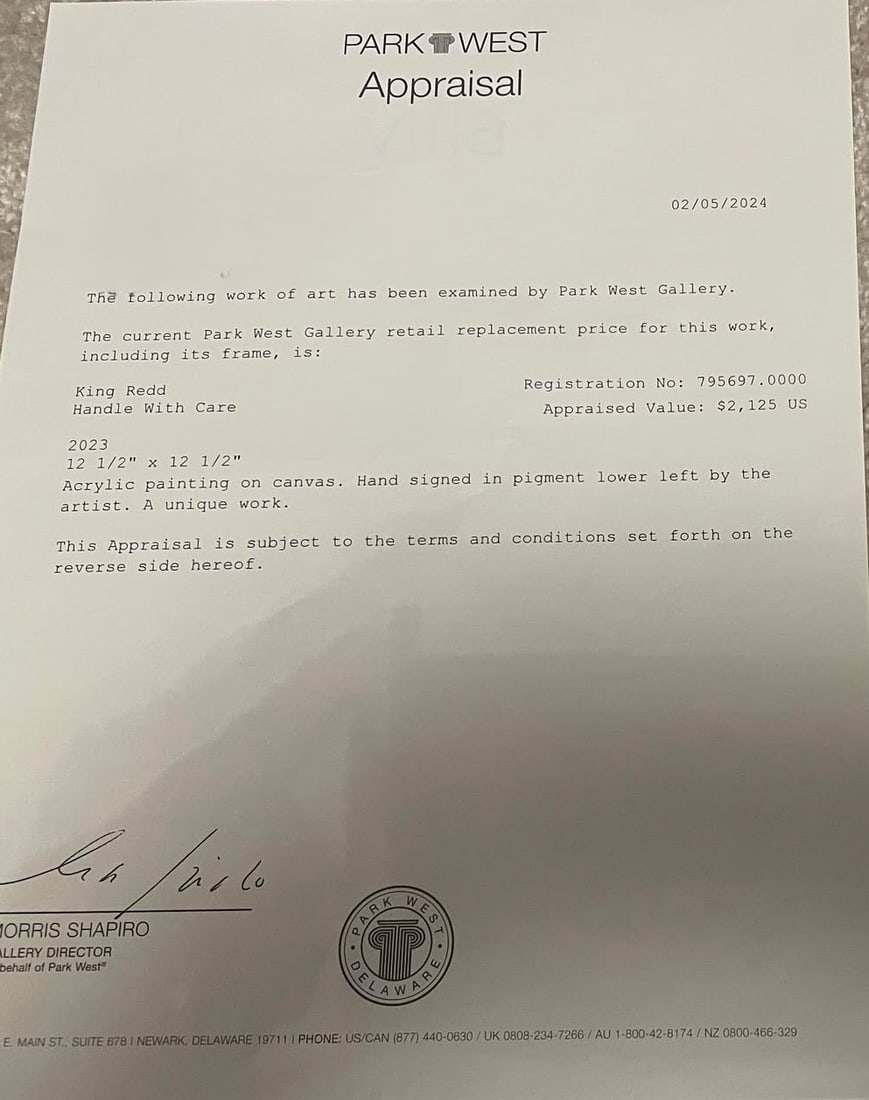 PARK WEST
Appraisal
02/05/2024
The following work of art has been examined by Park West Gallery.
The current Park West Gallery retail replacement price for this work,
including its frame, is:
King Redd
Registration No: 795697.0000
Handle With Care
Appraised Value: $2,125 US
2023
12 1/2" x 12 1/2"
Acrylic painting on canvas. Hand signed in pigment lower left by the
artist. A unique work.
This Appraisal is subject to the terms and conditions set forth on the
reverse side hereof.
ORRIS SHAPIRO
ALLERY DIRECTOR
behalf of Park West®
PARK WEST
DELAWARE
E. MAIN ST., SUITE 678 | NEWARK, DELAWARE 19711 | PHONE: US/CAN (877) 440-0630 / UK 0808-234-7266 / AU 1-800-42-8174 / NZ 0800-466-329